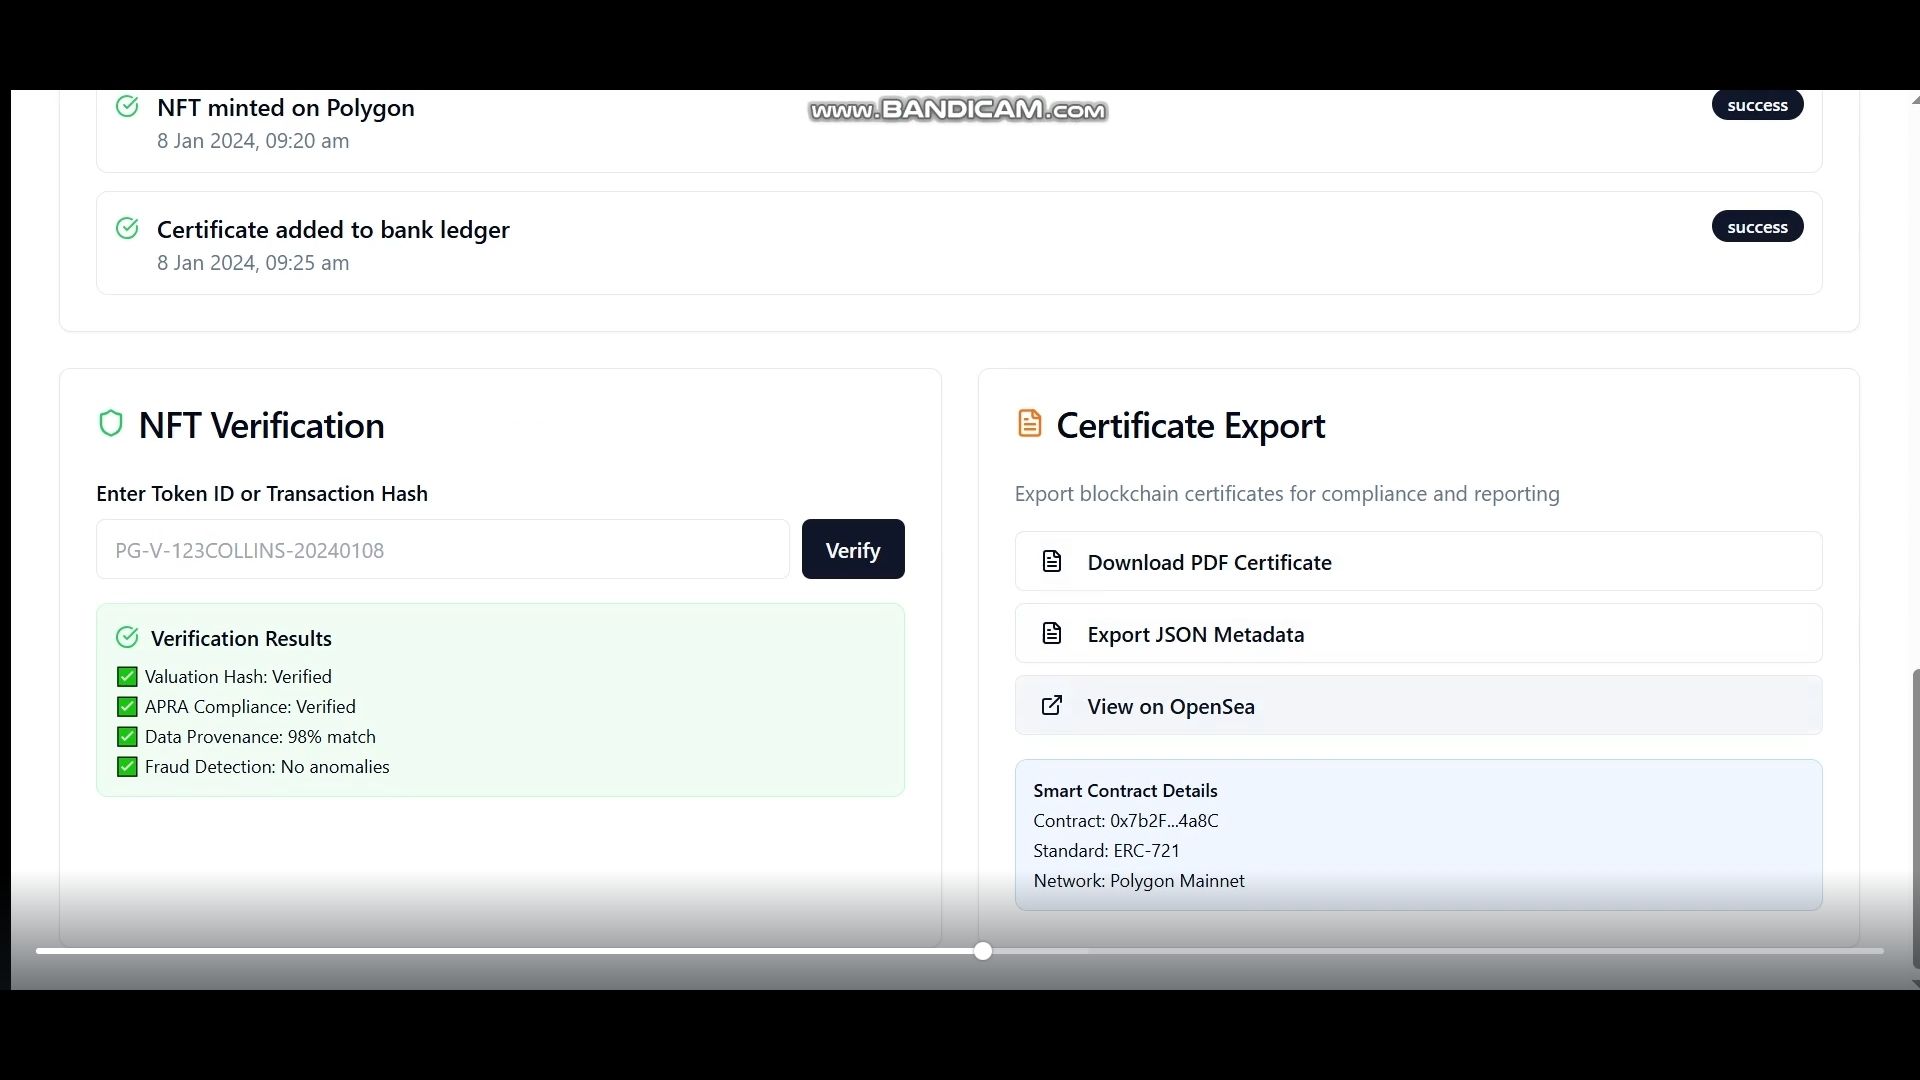 www.BANDICAM.com
NFT minted on Polygon
success
8 Jan 2024, 09:20 am
Certificate added to bank ledger
success
8 Jan 2024, 09:25 am
NFT Verification
Enter Token ID or Transaction Hash
PG-V-123COLLINS-20240108
Verify
Verification Results
Valuation Hash: Verified
APRA Compliance: Verified
Data Provenance: 98% match
Fraud Detection: No anomalies
Certificate Export
Export blockchain certificates for compliance and reporting
Download PDF Certificate
Export JSON Metadata
View on OpenSea
Smart Contract Details
Contract: 0x7b2F...4a8C
Standard: ERC-721
Network: Polygon Mainnet